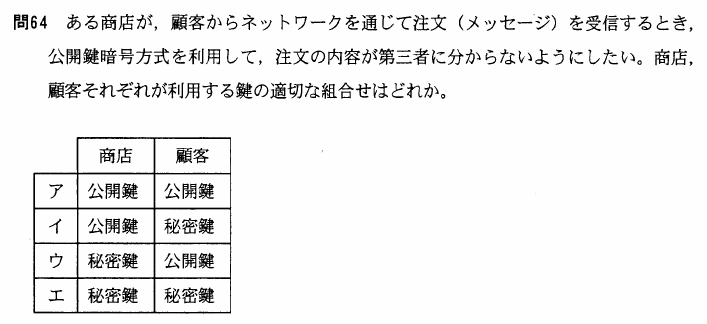 問64 ある商店が，顧客からネットワークを通じて注文（メッセージ）を受信するとき，
公開鍵暗号方式を利用して，注文の内容が第三者に分からないようにしたい。商店，
顧客それぞれが利用する鍵の適切な組合せはどれか。
商店 顧客
ア 公開鍵 公開鍵
イ 公開鍵 秘密鍵
ウ 秘密鍵 公開鍵
エ 秘密鍵 秘密鍵